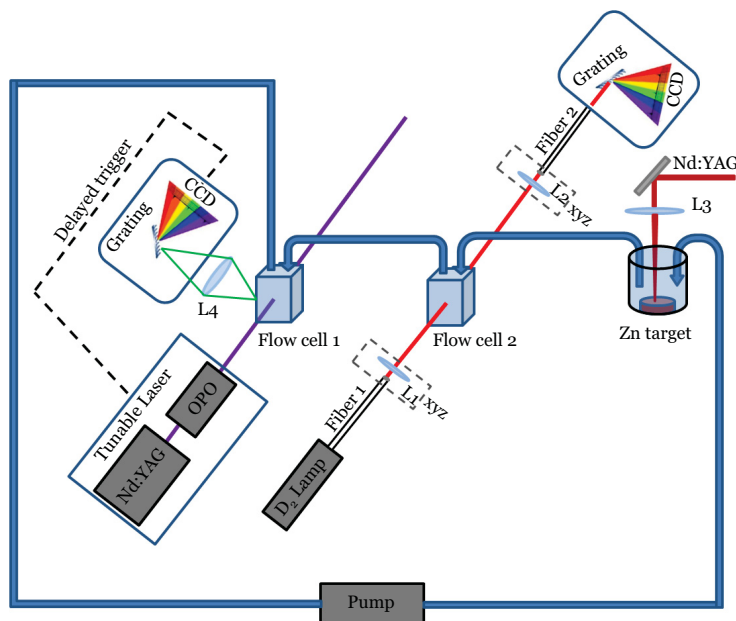 Grating
CCD
Fiber 2
L2
xyz
Nd:YAG
L3
Delayed trigger
CCD
Grating
L4
Flow cell 1
Flow cell 2
Zn target
Tunable Laser
OPO
Nd:YAG
L1
xyz
Fiber 1
D₂ Lamp
Pump